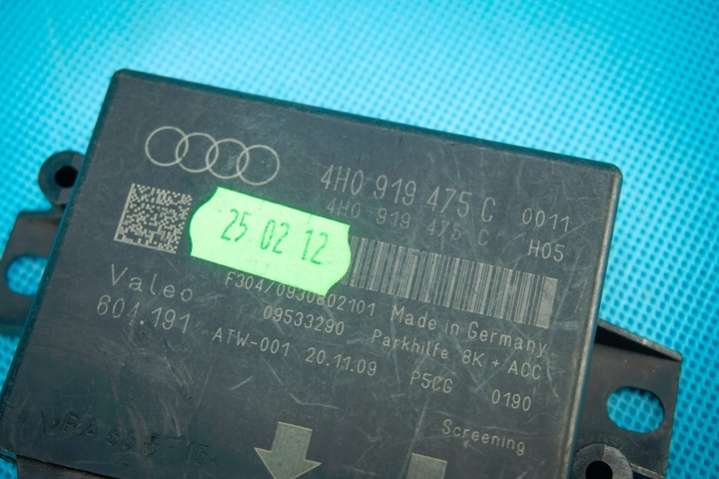 4H0 919 475 C 0011
4H0 919 475 C H05
25 02 12
Valeo F304/0930802101 Made in Germany
604.191 09533290 Parkhilfe 8K + ACC
ATW-001 20.11.09 P5CG 0190
Screening